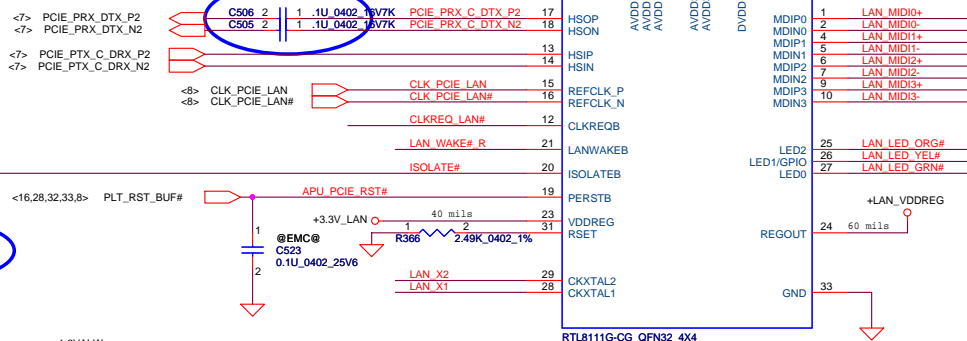 <7> PCIE_PRX_DTX_P2 C506 2 1 .1U_0402_16V7K PCIE_PRX_C_DTX_P2 17 HSOP
<7> PCIE_PRX_DTX_N2 C505 2 1 .1U_0402_16V7K PCIE_PRX_C_DTX_N2 18 HSON
<7> PCIE_PTX_C_DRX_P2 13 HSIP
<7> PCIE_PTX_C_DRX_N2 14 HSIN
<8> CLK_PCIE_LAN CLK_PCIE_LAN 15 REFCLK_P
<8> CLK_PCIE_LAN# CLK_PCIE_LAN# 16 REFCLK_N
CLKREQ_LAN# 12 CLKREQB
LAN_WAKE#_R 21 LANWAKEB
ISOLATE# 20 ISOLATEB
<16,28,32,33,8> PLT_RST_BUF# APU_PCIE_RST# 19 PERSTB
+3.3V_LAN 40 mils 23 VDDREG
R366 1 2 2.49K_0402_1% 31 RSET
1
@EMC@
C523
0.1U_0402_25V6
2
LAN_X2 29 CKXTAL2
LAN_X1 28 CKXTAL1
MDIP0 1 LAN_MIDI0+
MDIN0 2 LAN_MIDI0-
MDIP1 4 LAN_MIDI1+
MDIN1 5 LAN_MIDI1-
MDIP2 6 LAN_MIDI2+
MDIN2 7 LAN_MIDI2-
MDIP3 9 LAN_MIDI3+
MDIN3 10 LAN_MIDI3-
LED2 25 LAN_LED_ORG#
LED1/GPIO 26 LAN_LED_YEL#
LED0 27 LAN_LED_GRN#
+LAN_VDDREG
REGOUT 24 60 mils
GND 33
RTL8111G-CG QFN32 4X4